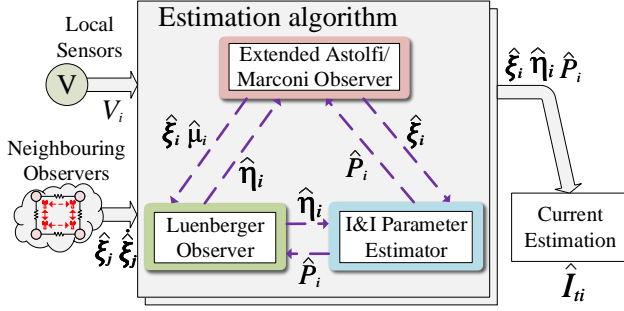 Estimation algorithm
Local
Sensors
V
V_i
Extended Astolfi/
Marconi Observer
ξ̂_i μ̂_i
η̂_i
P̂_i
ξ̂_i
ξ̂_i η̂_i P̂_i
Neighbouring
Observers
ξ̂_j ξ̂̇_j
Luenberger
Observer
η̂_i
P̂_i
I&I Parameter
Estimator
Current
Estimation
Î_ti